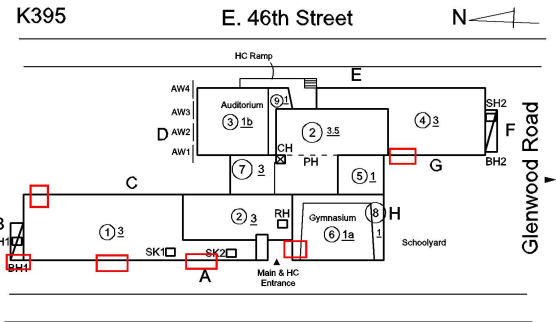 K395
E. 46th Street
N
HC Ramp
E
AW4
AW3
AW2
AW1
D
Auditorium
3 1b
9 1
2 3.5
4 3
SH2
F
BH2
Glenwood Road
CH
PH
G
7 3
5 1
C
1 3
2 3
RH
Gymnasium
6 1a
8
1
H
Schoolyard
SK1
SK2
BH1
A
Main & HC
Entrance